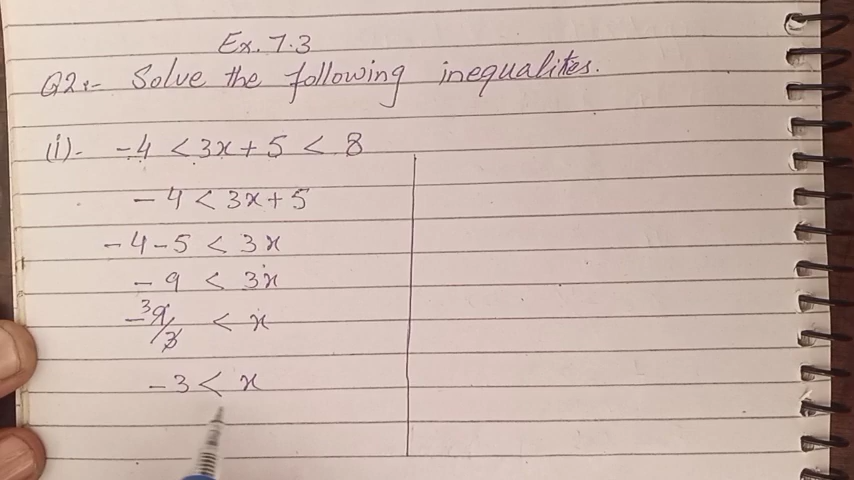 Ex. 7.3
Q2:- Solve the following inequalites.
(i)- -4 < 3x + 5 < 8
-4 < 3x + 5
-4-5 < 3x
-9 < 3x
-9/3 < x
3
-3 < x